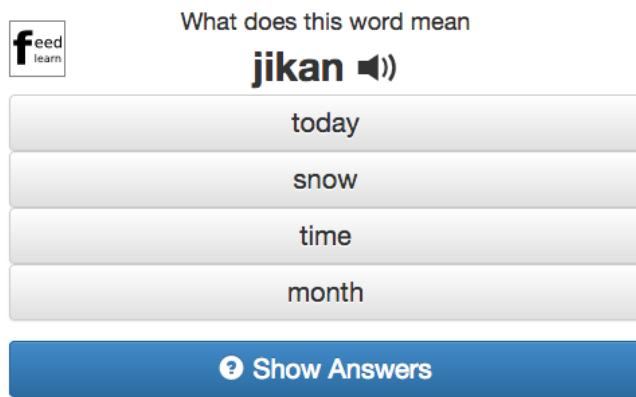 feed
learn
What does this word mean
jikan
today
snow
time
month
Show Answers